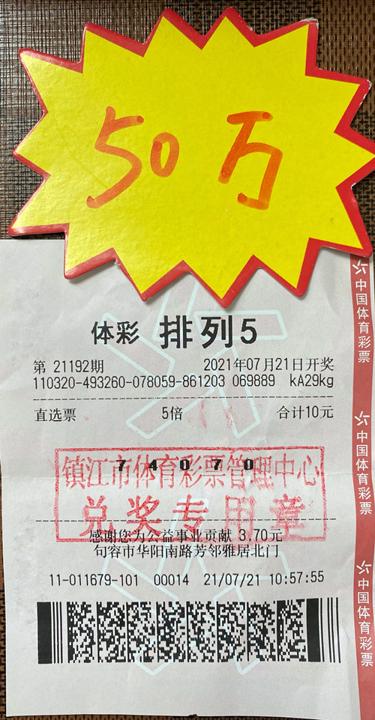 50万
体彩 排列5
第 21192期 2021年07月21日开奖
110320-493260-078059-861203 069889 kA29kg
直选票 5倍 合计10元
镇江市体育彩票管理中心
74070
兑奖专用章
感谢您为公益事业贡献 3.70元
句容市华阳南路芳邻雅居北门
11-011679-101 00014 21/07/21 10:57:55
中国体育彩票
中国体育彩票
中国体育彩票